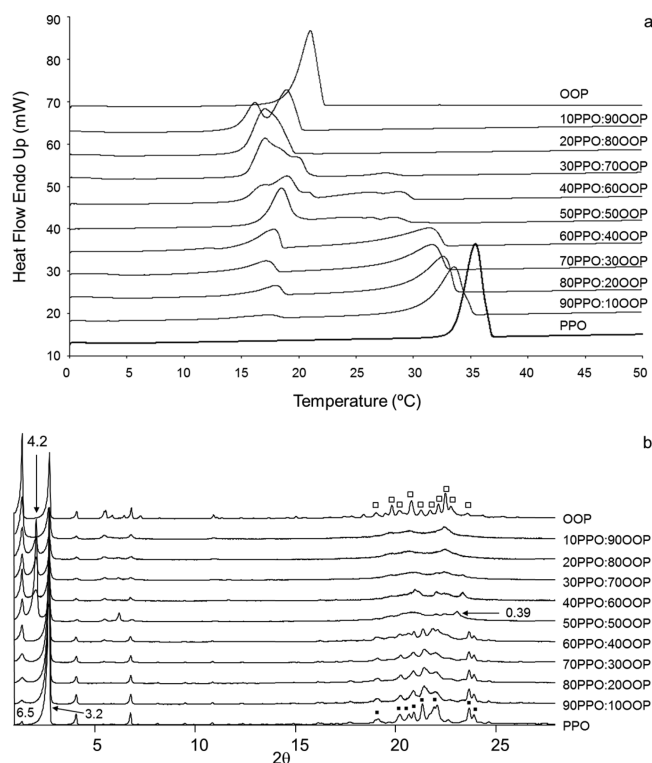 a
90
80
70
60
50
40
30
20
10
Heat Flow Endo Up (mW)
OOP
10PPO:90OOP
20PPO:80OOP
30PPO:70OOP
40PPO:60OOP
50PPO:50OOP
60PPO:40OOP
70PPO:30OOP
80PPO:20OOP
90PPO:10OOP
PPO
0 5 10 15 20 25 30 35 40 45 50
Temperature (ºC)
b
4.2
OOP
10PPO:90OOP
20PPO:80OOP
30PPO:70OOP
40PPO:60OOP
0.39
50PPO:50OOP
60PPO:40OOP
70PPO:30OOP
80PPO:20OOP
90PPO:10OOP
6.5 3.2
PPO
5 10 15 20 25
2θ